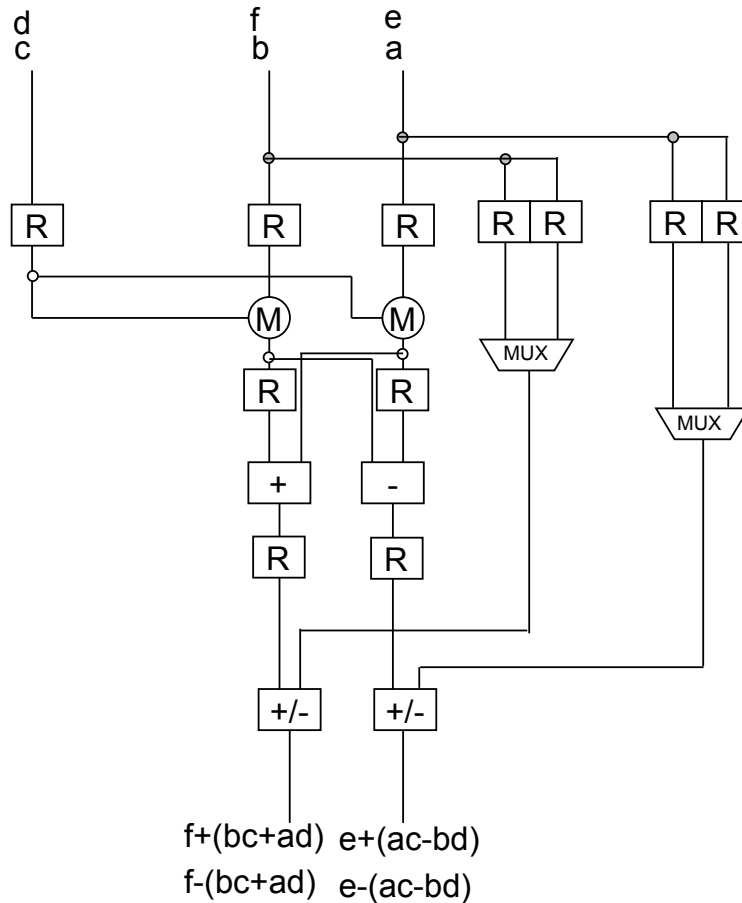 d f e
c b a
R R R R R R R
M M
MUX
R R
MUX
+ -
R R
+/- +/-
f+(bc+ad) e+(ac-bd)
f-(bc+ad) e-(ac-bd)